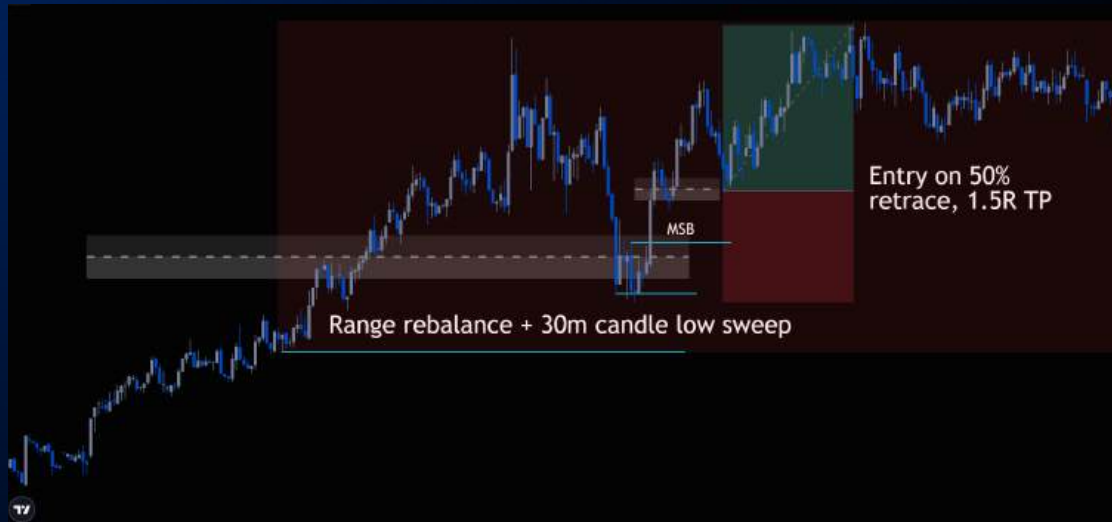 MSB
Entry on 50%
retrace, 1.5R TP
Range rebalance + 30m candle low sweep